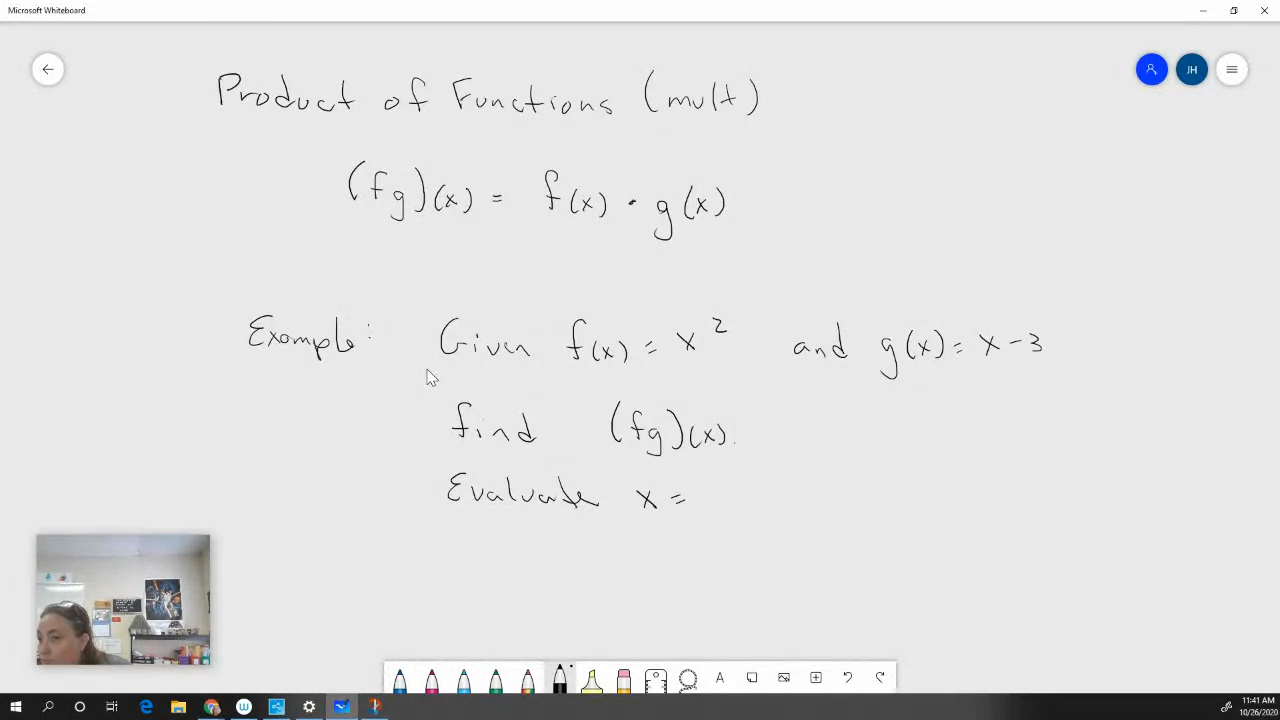 Microsoft Whiteboard
JH
Product of Functions (mult)
(fg)(x) = f(x) · g(x)
Example: Given f(x) = x² and g(x) = x - 3
find (fg)(x).
Evaluate x =
A
11:41 AM
10/26/2020